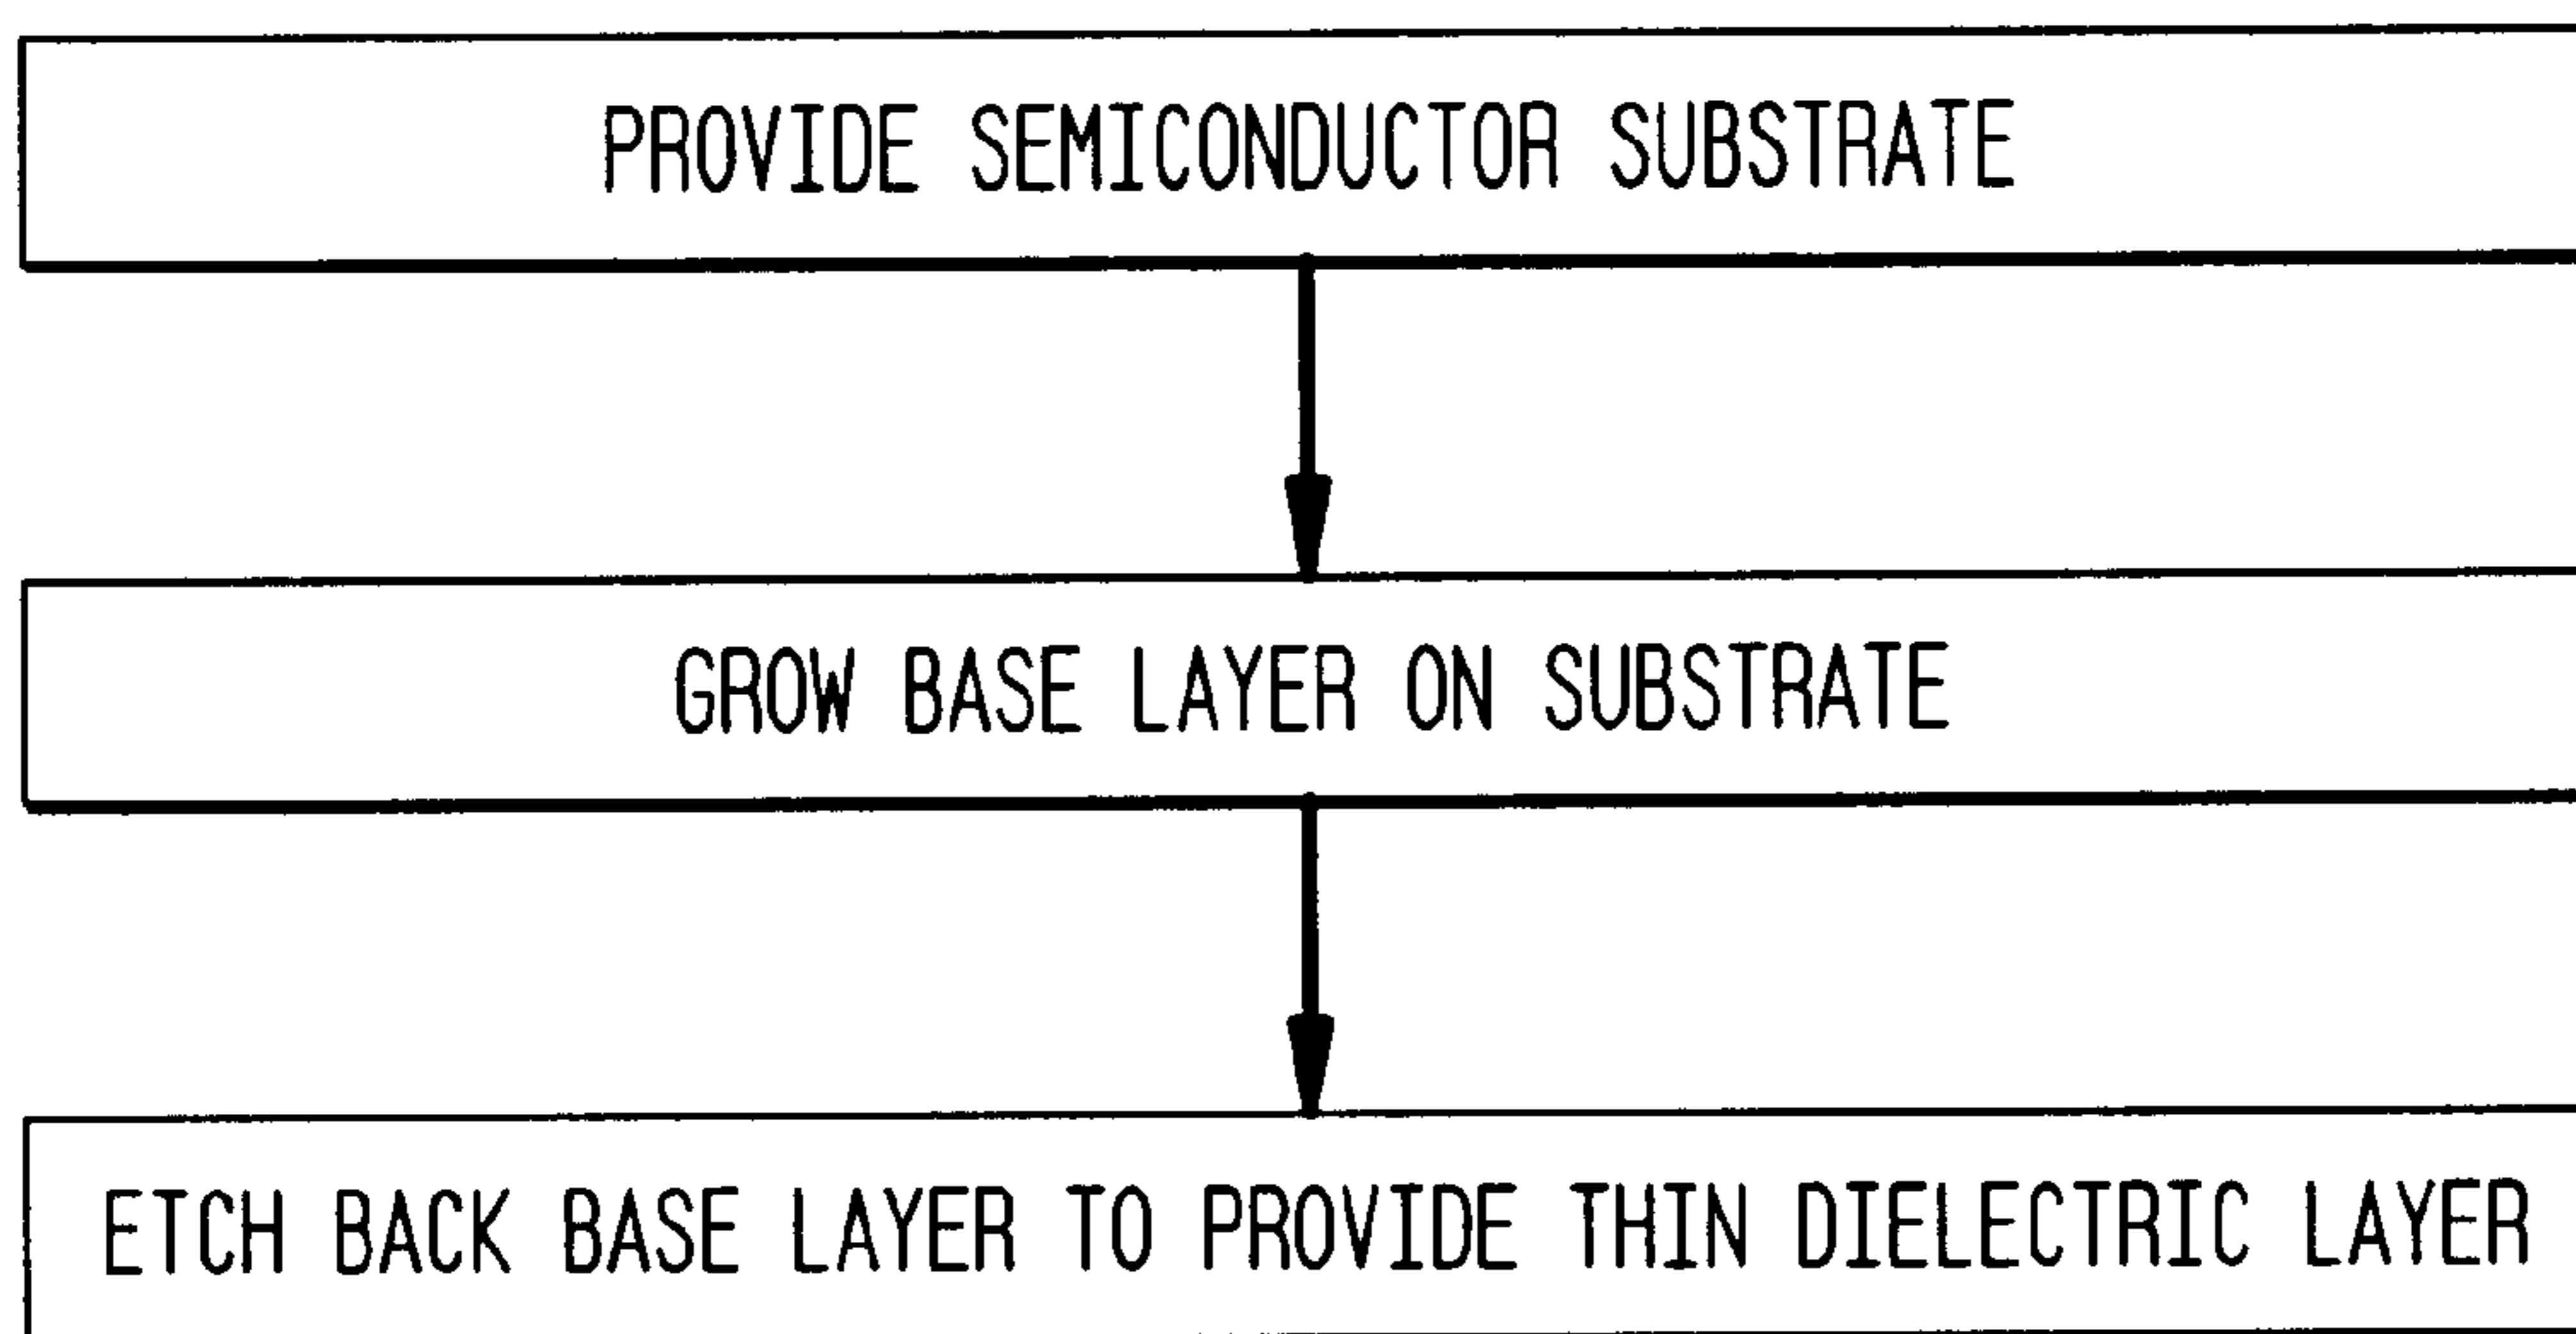 PROVIDE SEMICONDUCTOR SUBSTRATE
GROW BASE LAYER ON SUBSTRATE
ETCH BACK BASE LAYER TO PROVIDE THIN DIELECTRIC LAYER